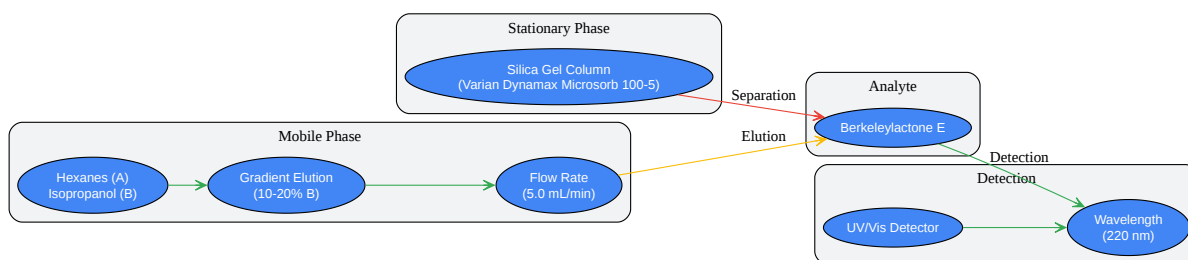 Stationary Phase
Silica Gel Column
(Varian Dynamax Microsorb 100-5)
Separation
Analyte
Berkeleylactone E
Mobile Phase
Elution
Hexanes (A)
Isopropanol (B)
Gradient Elution
(10-20% B)
Flow Rate
(5.0 mL/min)
Detection
Detection
UV/Vis Detector
Wavelength
(220 nm)